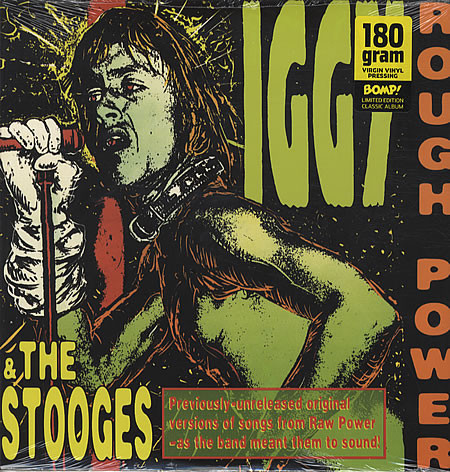 IGGY
& THE
STOOGES
ROUGH POWER
180
gram
VIRGIN VINYL
PRESSING
BOMP!
LIMITED EDITION
CLASSIC ALBUM
Previously-unreleased original
versions of songs from Raw Power
-as the band meant them to sound!